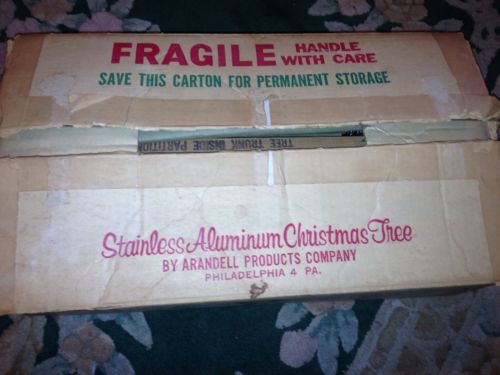 FRAGILE HANDLE
WITH CARE
SAVE THIS CARTON FOR PERMANENT STORAGE
TREE TRUNK INSIDE PARTITION
Stainless Aluminum Christmas Tree
BY ARANDELL PRODUCTS COMPANY
PHILADELPHIA 4 PA.